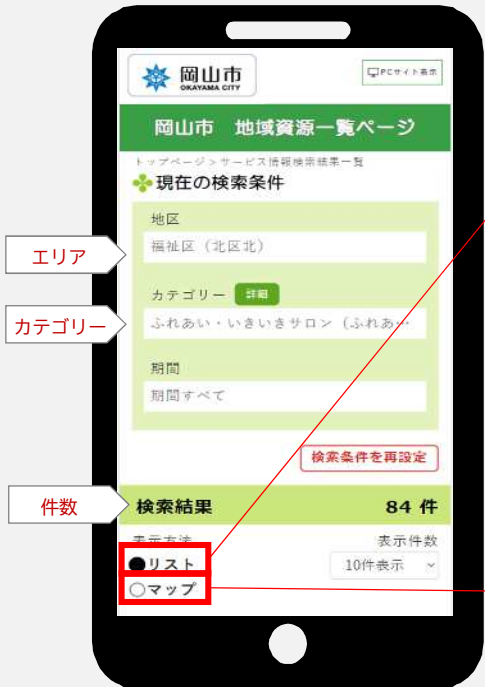 岡山市
OKAYAMA CITY
PCサイト表示
岡山市 地域資源一覧ページ
トップページ > サービス情報検索結果一覧
現在の検索条件
地区
福祉区（北区北）
エリア
カテゴリー 詳細
ふれあい・いきいきサロン（ふれあ…
カテゴリー
期間
期間すべて
検索条件を再設定
件数
検索結果 84 件
表示方法 表示件数
●リスト 10件表示
○マップ